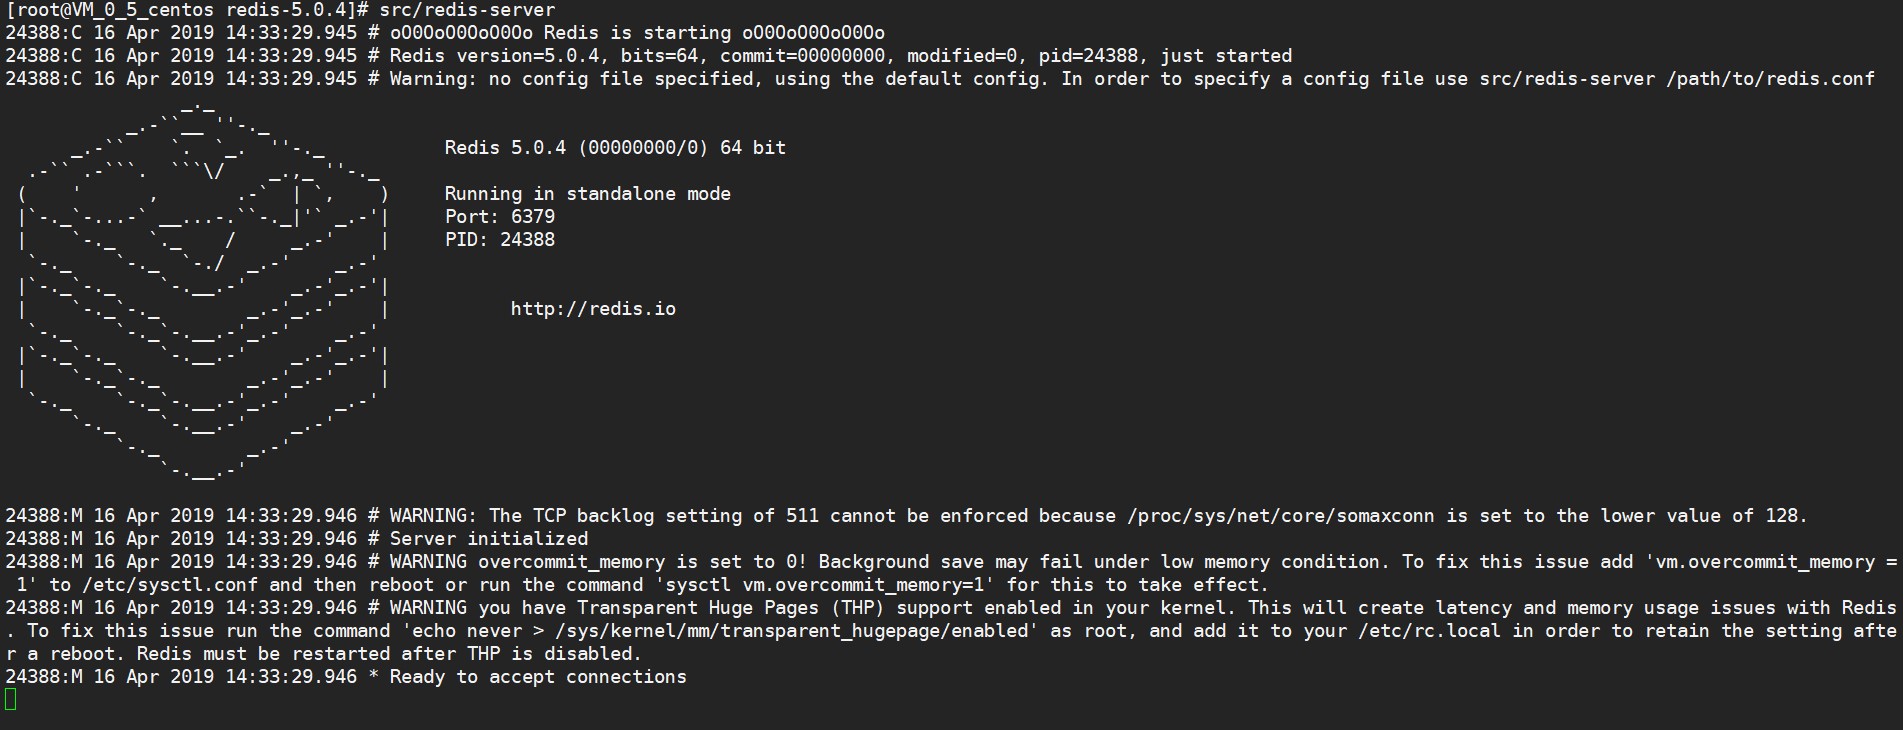 [root@VM_0_5_centos redis-5.0.4]# src/redis-server
24388:C 16 Apr 2019 14:33:29.945 # oO0OoO0OoO0Oo Redis is starting oO0OoO0OoO0Oo
24388:C 16 Apr 2019 14:33:29.945 # Redis version=5.0.4, bits=64, commit=00000000, modified=0, pid=24388, just started
24388:C 16 Apr 2019 14:33:29.945 # Warning: no config file specified, using the default config. In order to specify a config file use src/redis-server /path/to/redis.conf
Redis 5.0.4 (00000000/0) 64 bit
Running in standalone mode
Port: 6379
PID: 24388
http://redis.io
24388:M 16 Apr 2019 14:33:29.946 # WARNING: The TCP backlog setting of 511 cannot be enforced because /proc/sys/net/core/somaxconn is set to the lower value of 128.
24388:M 16 Apr 2019 14:33:29.946 # Server initialized
24388:M 16 Apr 2019 14:33:29.946 # WARNING overcommit_memory is set to 0! Background save may fail under low memory condition. To fix this issue add 'vm.overcommit_memory =
1' to /etc/sysctl.conf and then reboot or run the command 'sysctl vm.overcommit_memory=1' for this to take effect.
24388:M 16 Apr 2019 14:33:29.946 # WARNING you have Transparent Huge Pages (THP) support enabled in your kernel. This will create latency and memory usage issues with Redis
. To fix this issue run the command 'echo never > /sys/kernel/mm/transparent_hugepage/enabled' as root, and add it to your /etc/rc.local in order to retain the setting afte
r a reboot. Redis must be restarted after THP is disabled.
24388:M 16 Apr 2019 14:33:29.946 * Ready to accept connections